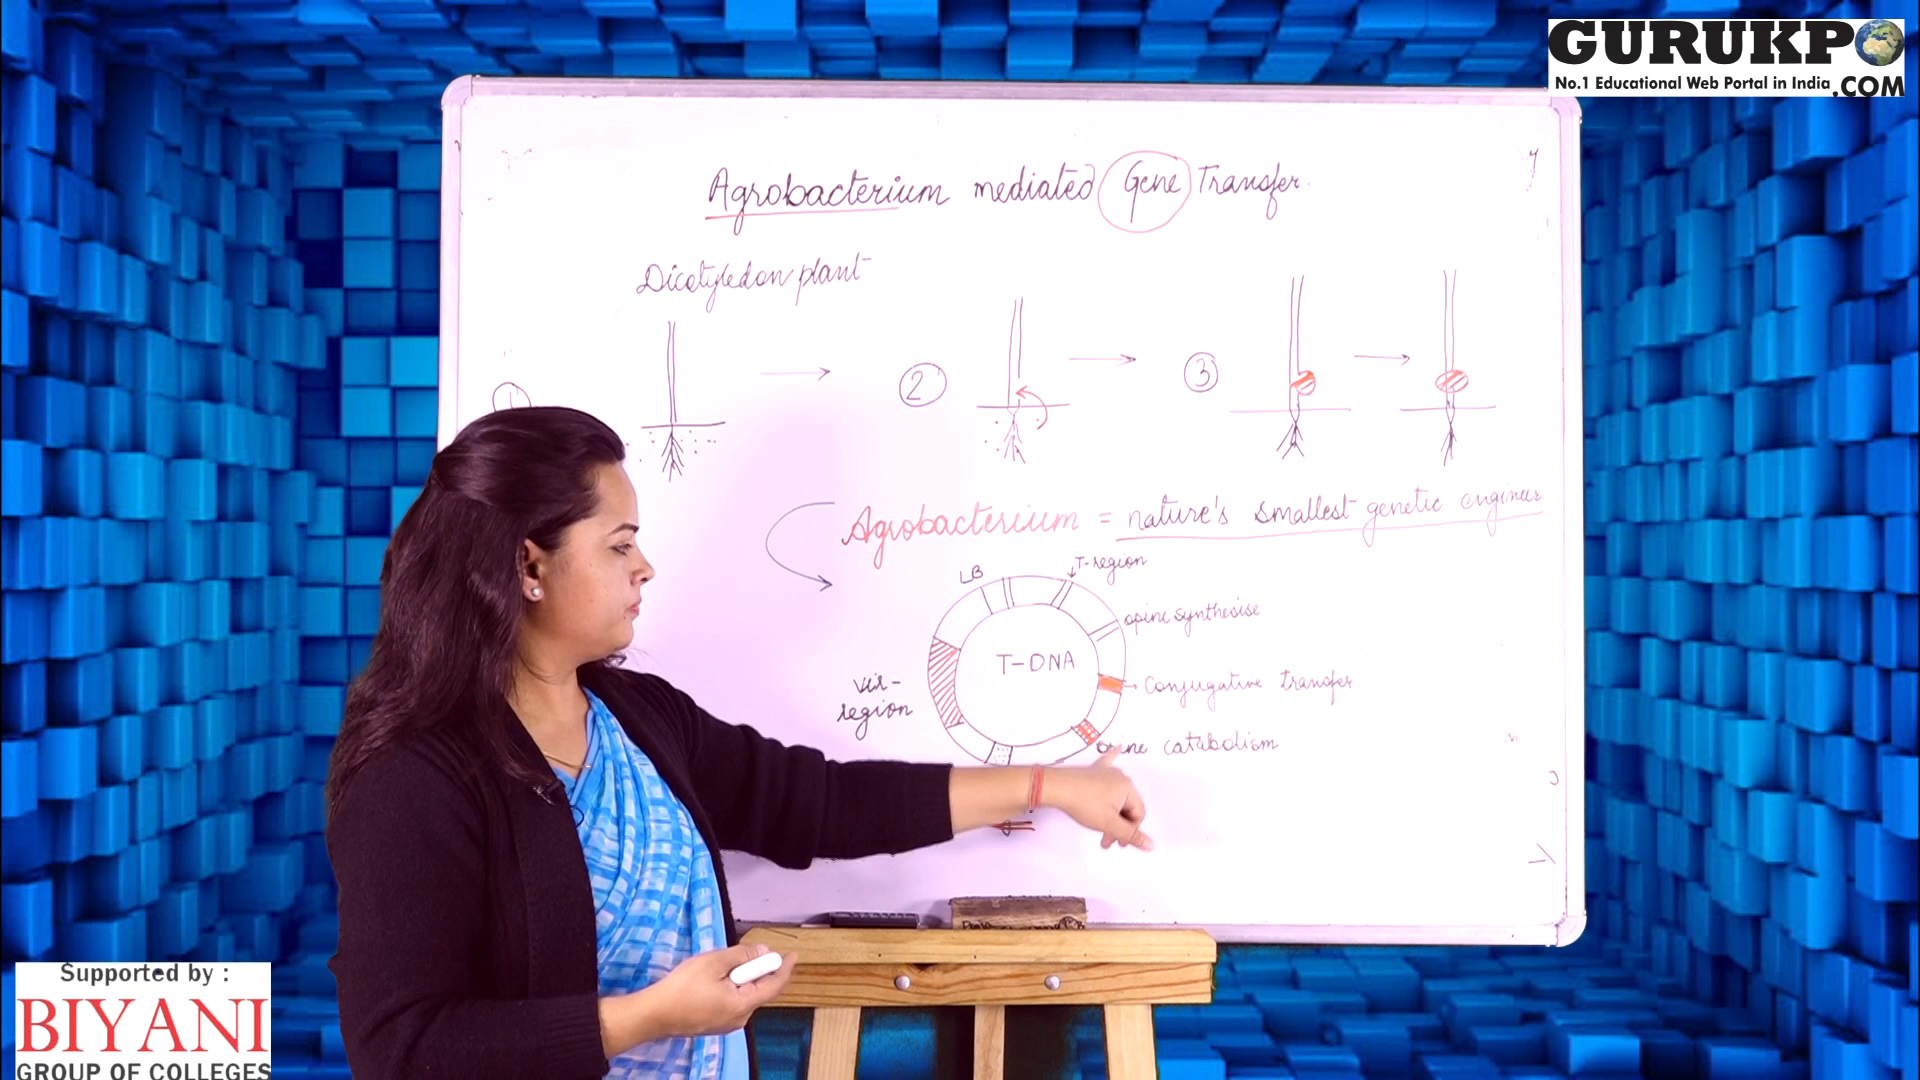 GURUKPO
No.1 Educational Web Portal in India .COM
Agrobacterium mediated Gene Transfer.
Dicotyledon plant
1
2
3
Agrobacterium = nature's smallest genetic engineer
LB
T-region
opine synthesise
T-DNA
Conjugative transfer
Vir-
region
opine catabolism
Supported by :
BIYANI
GROUP OF COLLEGES